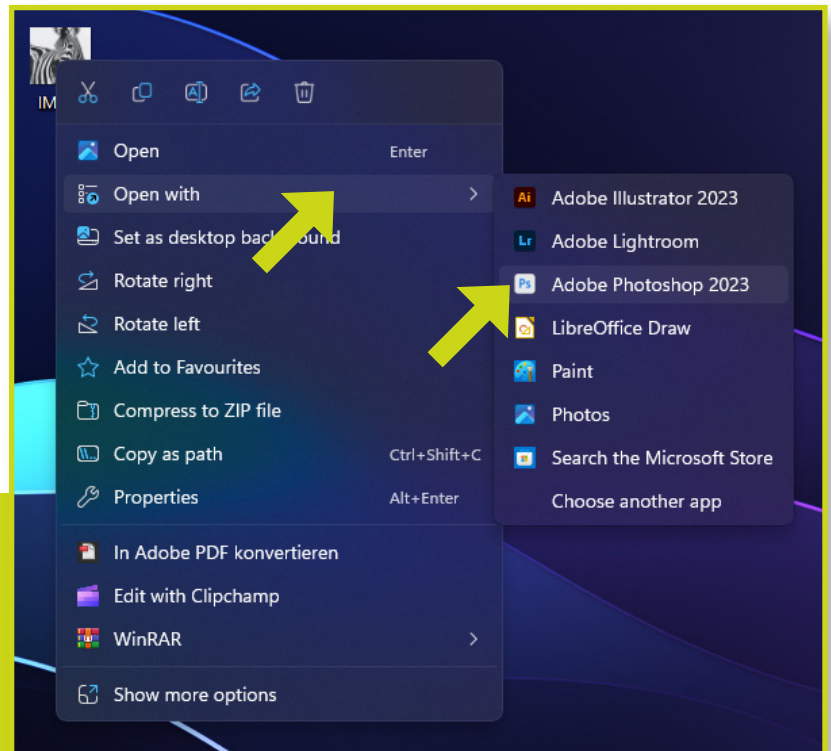 IM
Open Enter
Open with
Set as desktop background
Rotate right
Rotate left
Add to Favourites
Compress to ZIP file
Copy as path Ctrl+Shift+C
Properties Alt+Enter
In Adobe PDF konvertieren
Edit with Clipchamp
WinRAR
Show more options
Ai Adobe Illustrator 2023
Lr Adobe Lightroom
Ps Adobe Photoshop 2023
LibreOffice Draw
Paint
Photos
Search the Microsoft Store
Choose another app